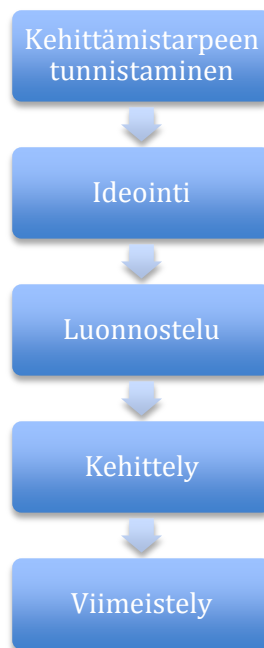 Kehittämistarpeen
tunnistaminen
Ideointi
Luonnostelu
Kehittely
Viimeistely